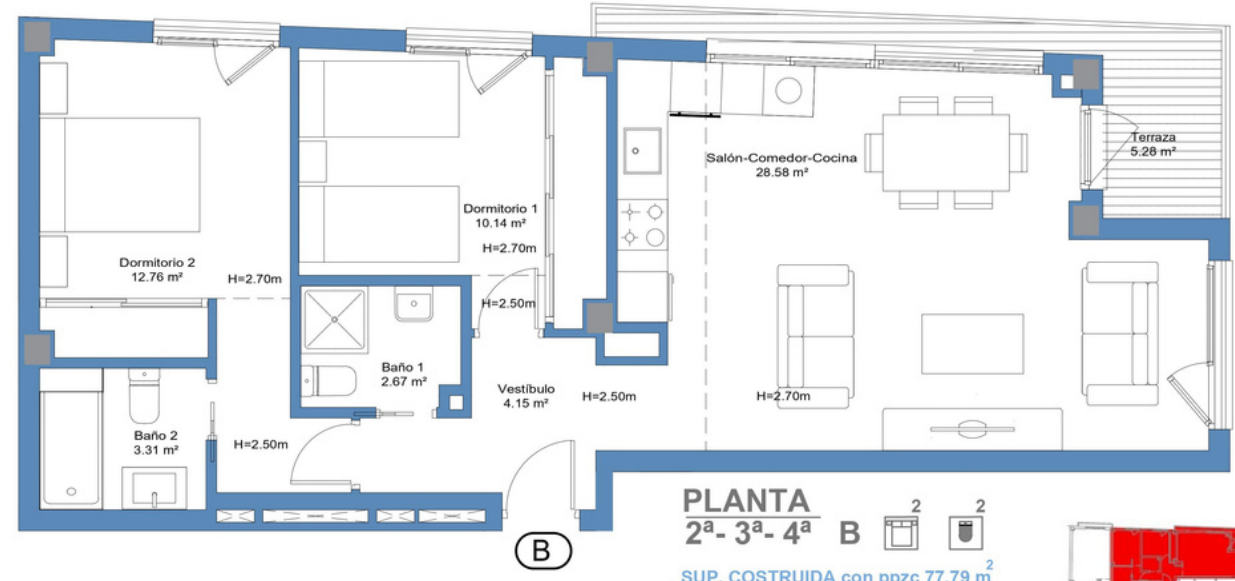 Terraza
5.28 m²
Salón-Comedor-Cocina
28.58 m²
Dormitorio 1
10.14 m²
H=2.70m
Dormitorio 2
12.76 m²
H=2.70m
H=2.50m
Baño 1
2.67 m²
Vestíbulo
4.15 m²
H=2.50m
H=2.70m
Baño 2
3.31 m²
H=2.50m
B
PLANTA
2ª- 3ª- 4ª B 2 2
SUP. COSTRUIDA con ppzc 77.79 m²